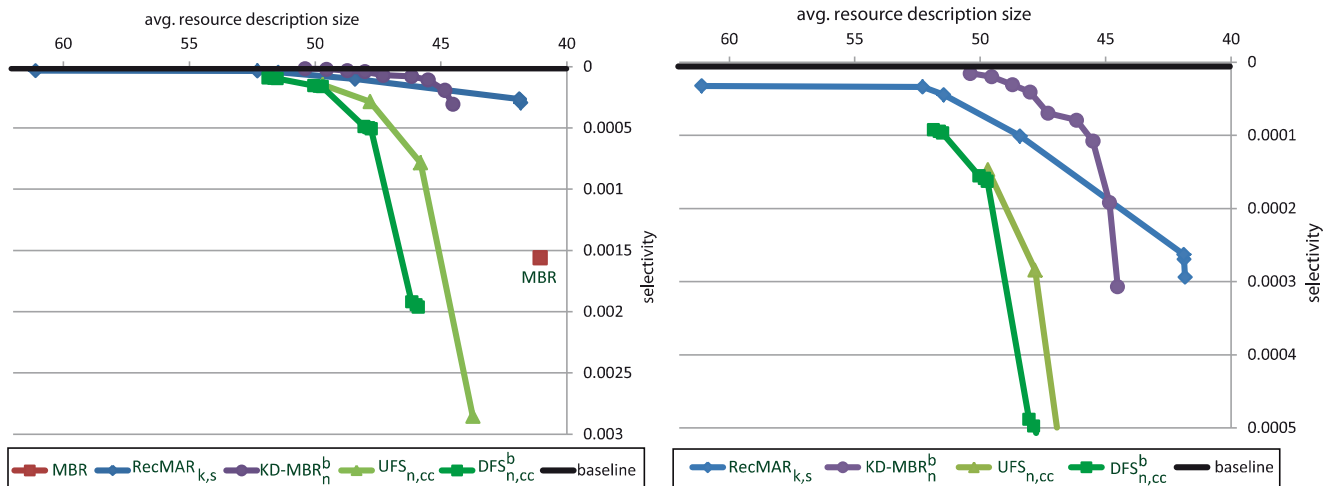 avg. resource description size
60 55 50 45 40
0
0.0005
0.001
0.0015
0.002
0.0025
0.003
selectivity
MBR
MBR RecMAR k,s KD-MBR b n UFS n,cc DFS b n,cc baseline
avg. resource description size
60 55 50 45 40
0
0.0001
0.0002
0.0003
0.0004
0.0005
selectivity
RecMAR k,s KD-MBR b n UFS n,cc DFS b n,cc baseline